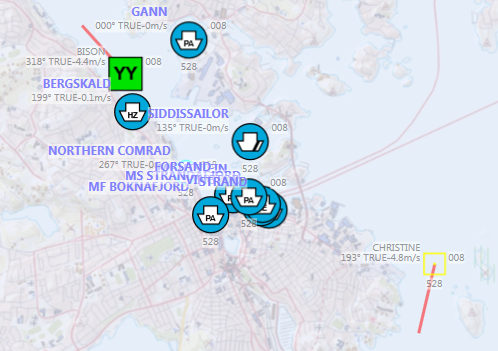 GANN
000° TRUE-0m/s
008
PA
528
BISON
318° TRUE-4.4m/s
008
YY
BERGSKALD
199° TRUE-0.1m/s
HZ
SIDDISSAILOR
135° TRUE-0m/s
008
528
NORTHERN COMRAD
267° TRUE-0
FORSAND
MS STRAN
MF BOKNAFJORD
STRAND
008
528
PA
PA
528
528
CHRISTINE
193° TRUE-4.8m/s
008
528